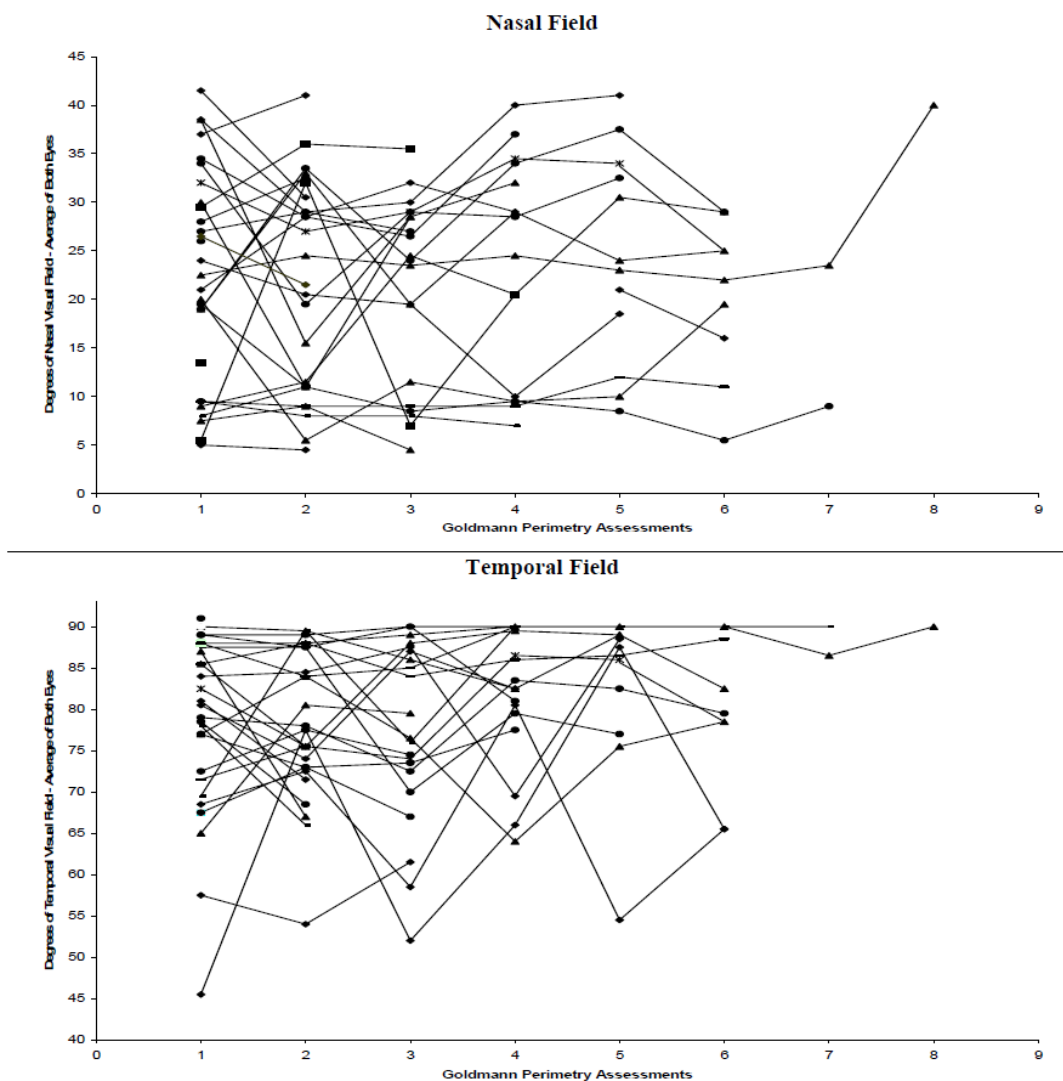 Nasal Field
Degrees of Nasal Visual Field - Average of Both Eyes
45
40
35
30
25
20
15
10
5
0
0 1 2 3 4 5 6 7 8 9
Goldmann Perimetry Assessments
Temporal Field
Degrees of Temporal Visual Field - Average of Both Eyes
90
85
80
75
70
65
60
55
50
45
40
0 1 2 3 4 5 6 7 8 9
Goldmann Perimetry Assessments